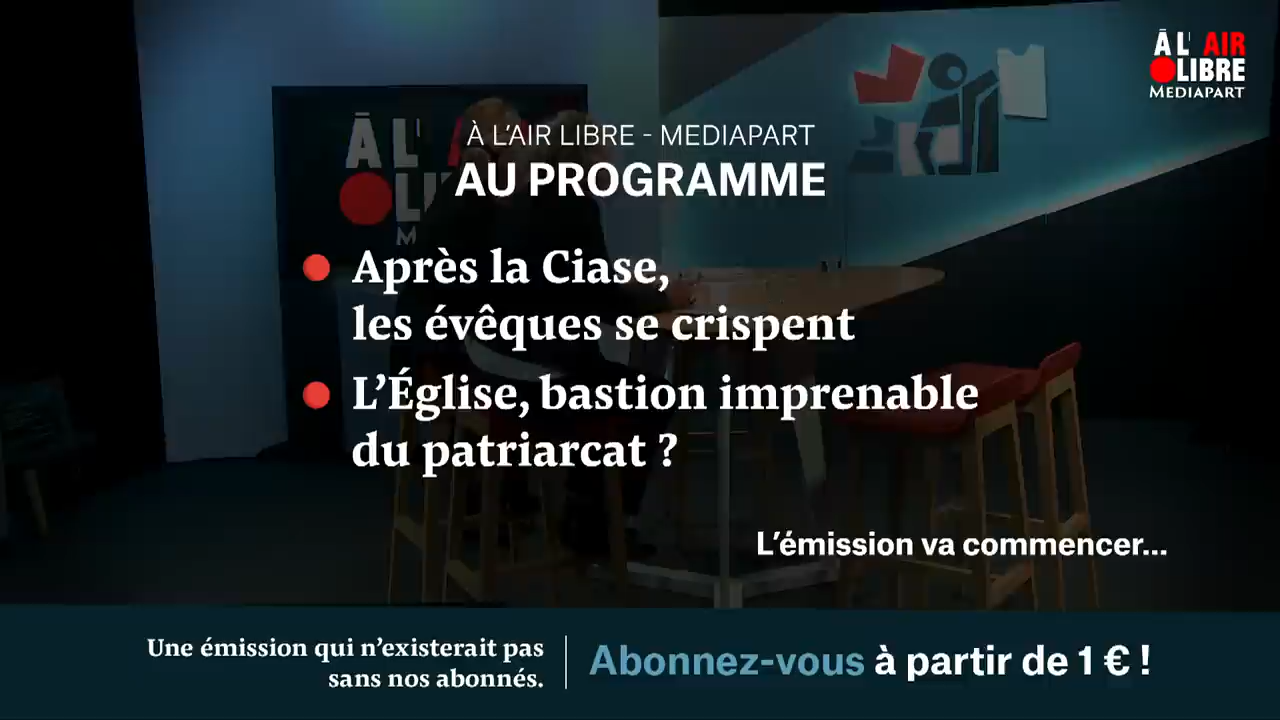 À L' AIR
LIBRE
MEDIAPART
À L'
M
À L’AIR LIBRE - MEDIAPART
AU PROGRAMME
Après la Ciase,
les évêques se crispent
L’Église, bastion imprenable
du patriarcat ?
L’émission va commencer...
Une émission qui n’existerait pas
sans nos abonnés.
Abonnez-vous à partir de 1 € !